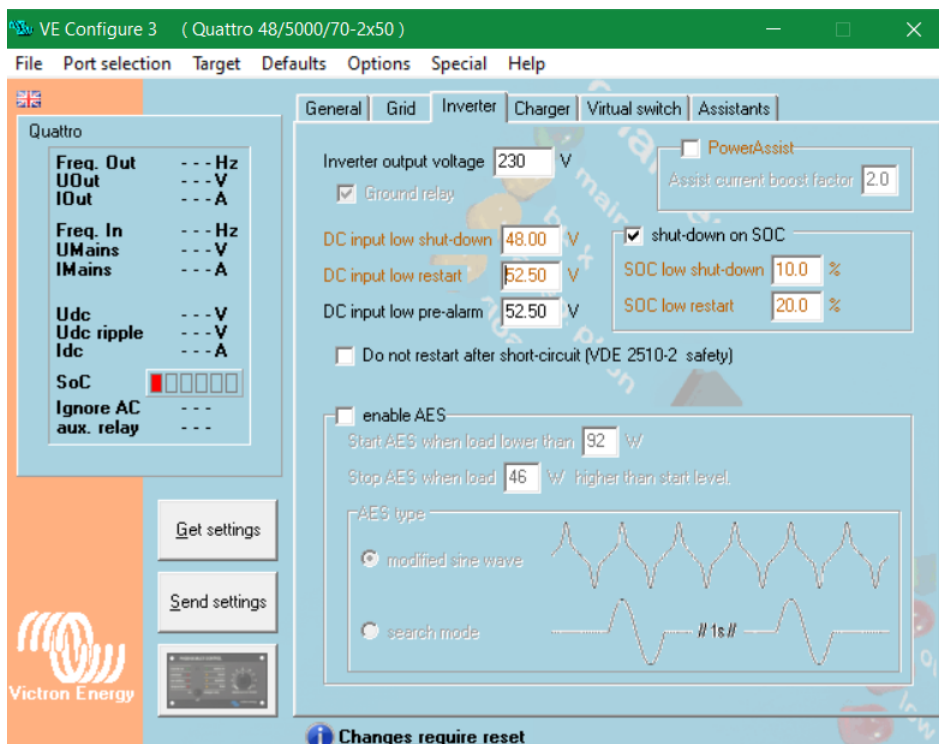 VE Configure 3 ( Quattro 48/5000/70-2x50 )
File Port selection Target Defaults Options Special Help
General Grid Inverter Charger Virtual switch Assistants
Quattro
Freq. Out - - - Hz
UOut - - - V
IOut - - - A
Freq. In - - - Hz
UMains - - - V
IMains - - - A
Udc - - - V
Udc ripple - - - V
Idc - - - A
SoC
Ignore AC - - -
aux. relay - - -
Get settings
Send settings
Victron Energy
Inverter output voltage 230 V
Ground relay
DC input low shut-down 48.00 V
DC input low restart 52.50 V
DC input low pre-alarm 52.50 V
PowerAssist
Assist current boost factor 2.0
shut-down on SOC
SOC low shut-down 10.0 %
SOC low restart 20.0 %
Do not restart after short-circuit (VDE 2510-2 safety)
enable AES
Start AES when load lower than 92 W
Stop AES when load 46 W higher than start level.
AES type
modified sine wave
search mode
// 1s //
Changes require reset